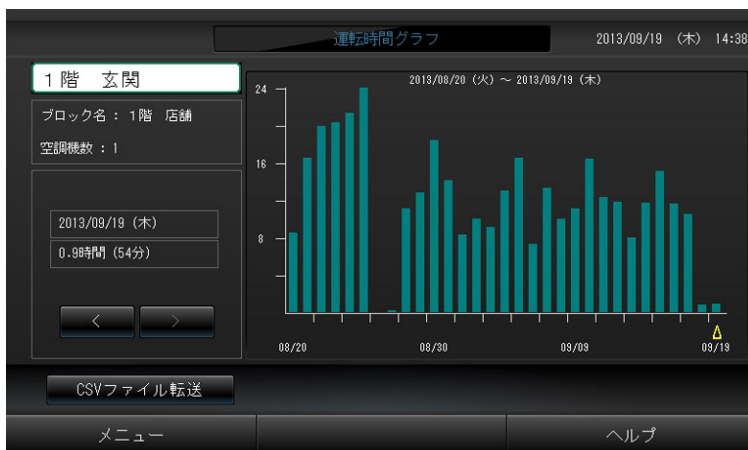 運転時間グラフ
2013/09/19 (木) 14:38
1階 玄関
ブロック名 : 1階 店舗
空調機数 : 1
2013/09/19 (木)
0.9時間 (54分)
<
>
2013/08/20 (火) ~ 2013/09/19 (木)
24
16
8
08/20
08/30
09/09
09/19
CSVファイル転送
メニュー
ヘルプ